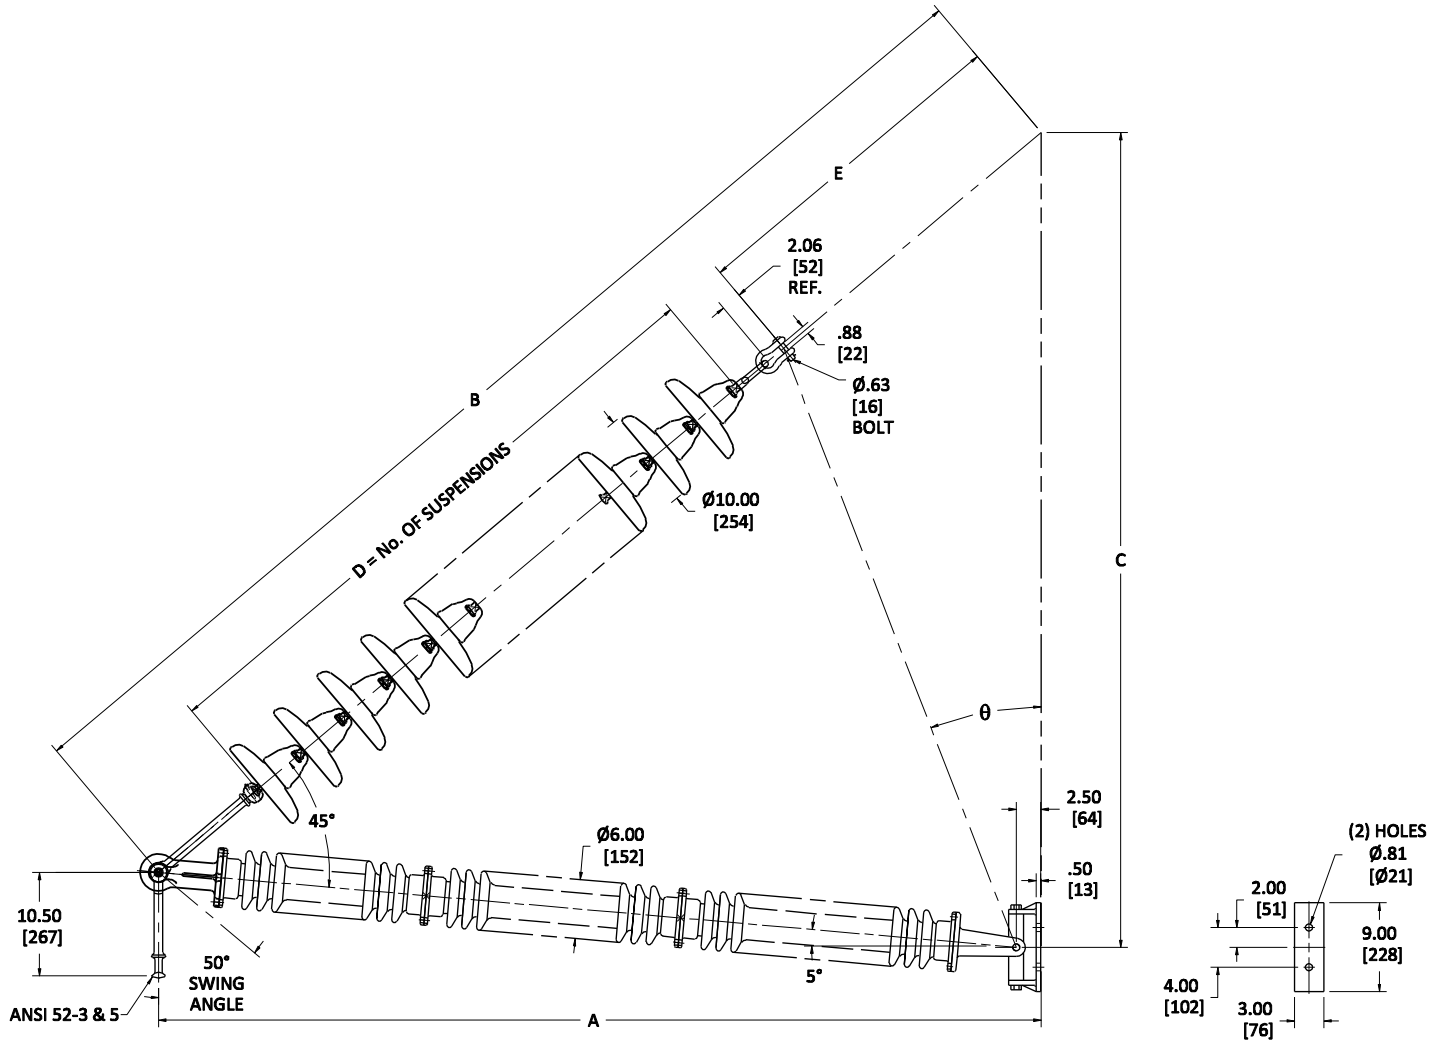 E
2.06
[52]
REF.
.88
[22]
Ø.63
[16]
BOLT
B
D = No. OF SUSPENSIONS
Ø10.00
[254]
C
θ
2.50
[64]
45°
Ø6.00
[152]
.50
[13]
(2) HOLES
Ø.81
[Ø21]
2.00
[51]
10.50
[267]
9.00
[228]
50°
SWING
ANGLE
5°
4.00
[102]
3.00
[76]
ANSI 52-3 & 5
A